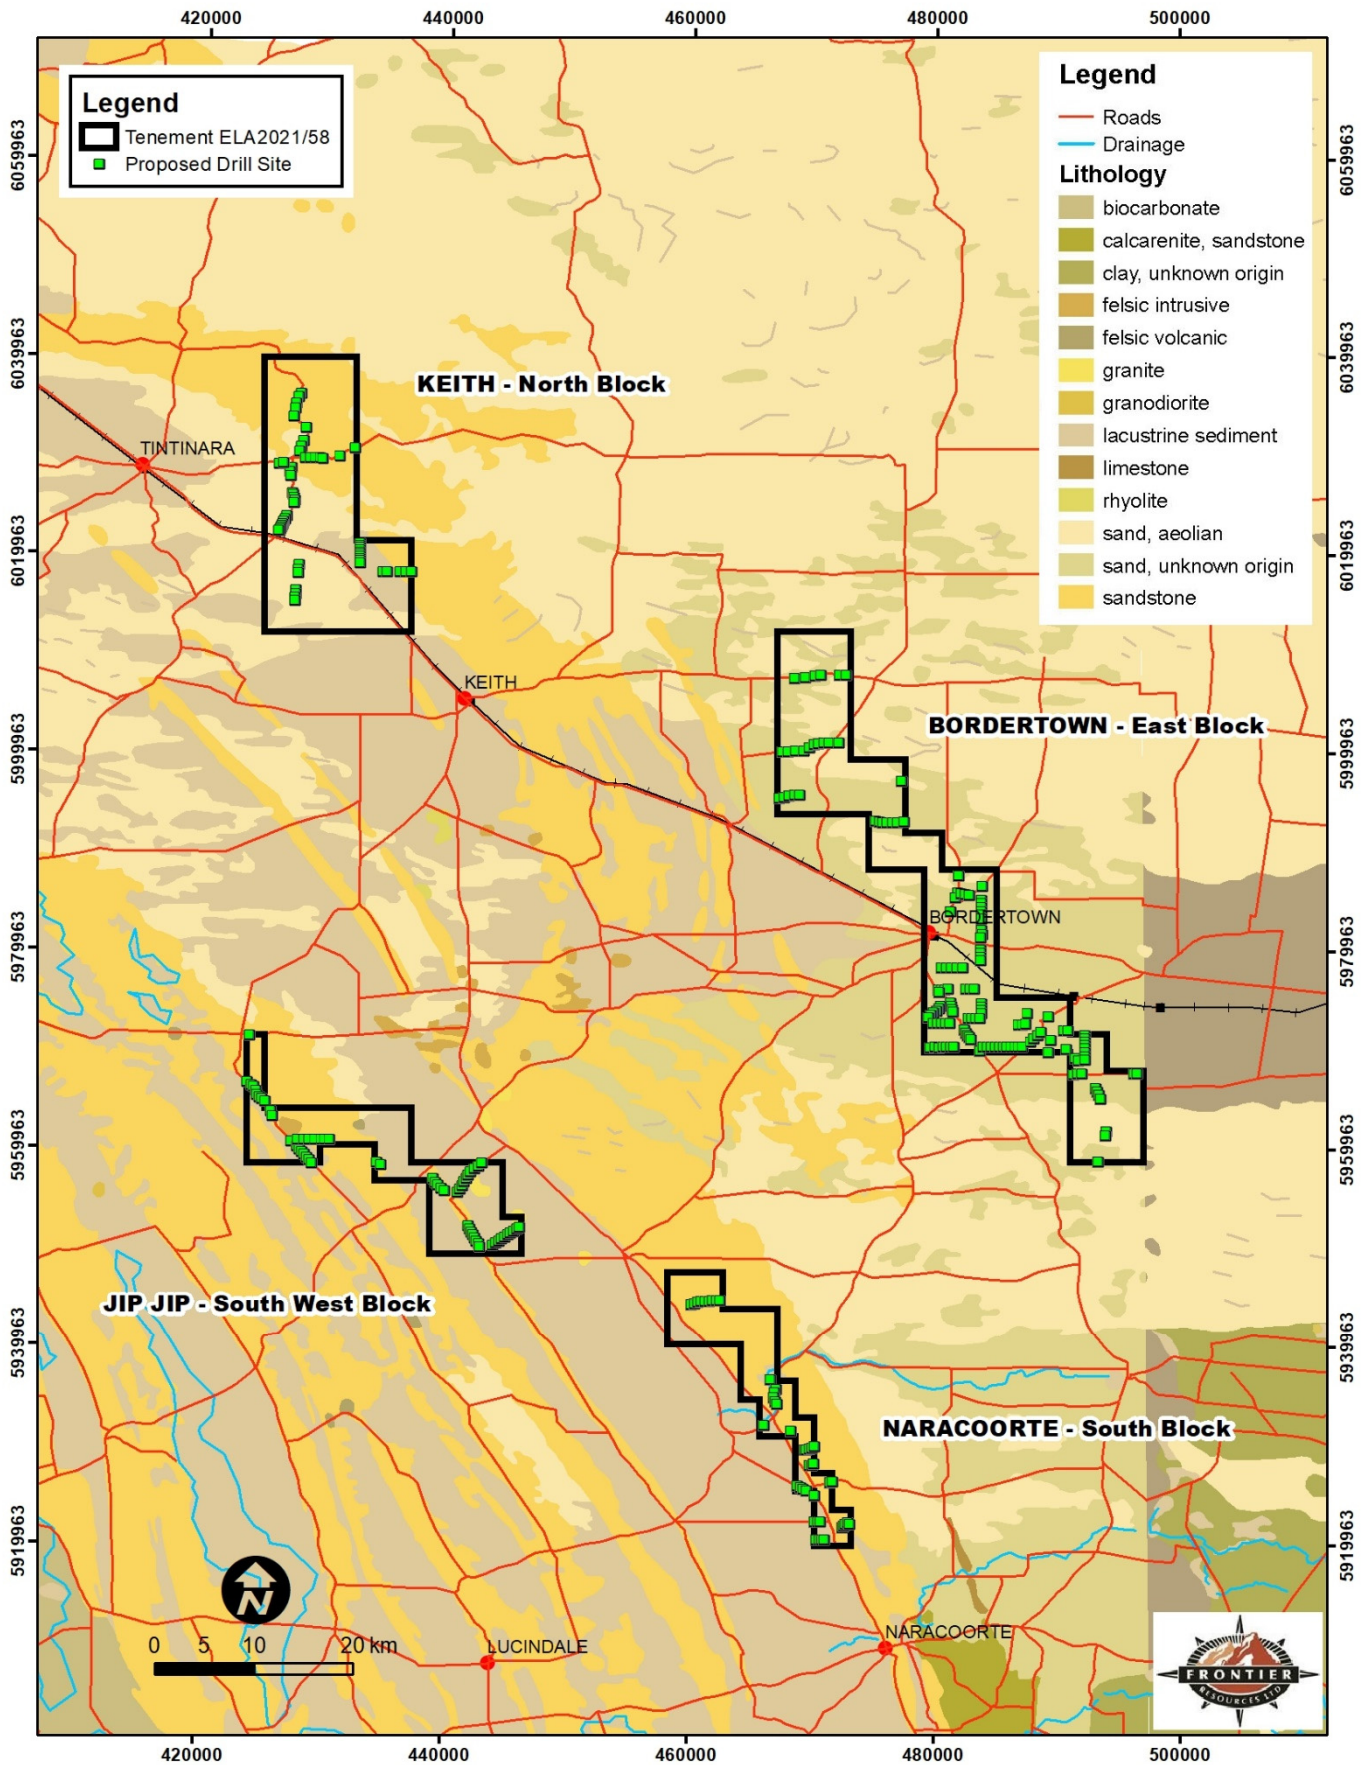 420000
440000
460000
480000
500000
Legend
Tenement ELA2021/58
Proposed Drill Site
Legend
Roads
Drainage
Lithology
biocarbonate
calcarenite, sandstone
clay, unknown origin
felsic intrusive
felsic volcanic
granite
granodiorite
lacustrine sediment
limestone
rhyolite
sand, aeolian
sand, unknown origin
sandstone
6059963
6059963
6039963
6039963
KEITH - North Block
TINTINARA
6019963
6019963
KEITH
BORDERTOWN - East Block
5999963
5999963
BORDERTOWN
5979963
5979963
5959963
5959963
JIP JIP - South West Block
5939963
5939963
NARACOORTE - South Block
5919963
5919963
N
0 5 10 20 km
LUCINDALE
NARACOORTE
FRONTIER
RESOURCES LTD
420000
440000
460000
480000
500000